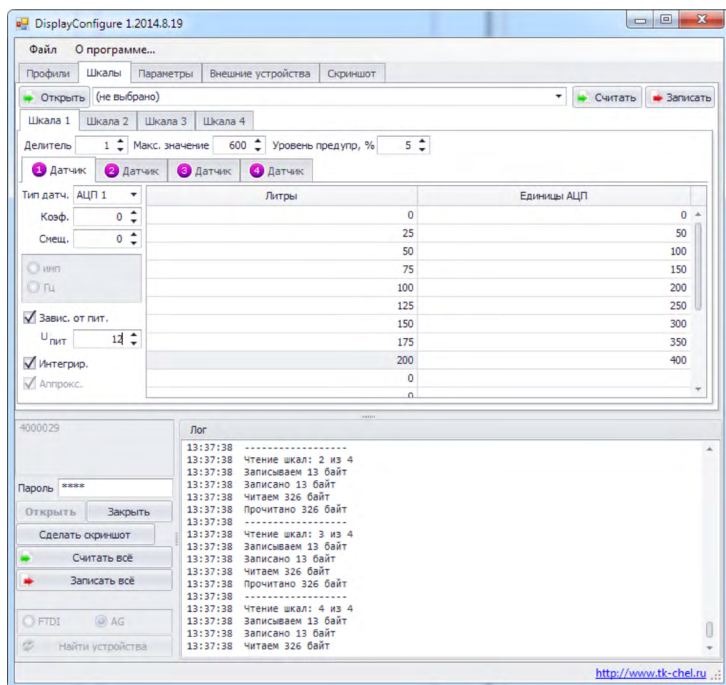 DisplayConfigure 1.2014.8.19
Файл О программе...
Профили Шкалы Параметры Внешние устройства Скриншот
Открыть (не выбрано) Считать Записать
Шкала 1 Шкала 2 Шкала 3 Шкала 4
Делитель 1 Макс. значение 600 Уровень предупр, % 5
1 Датчик 2 Датчик 3 Датчик 4 Датчик
Тип датч. АЦП 1 Литры Единицы АЦП
Коэф. 0 0 0
Смещ. 0 25 50
50 100
имп 75 150
Гц 100 200
125 250
Завис. от пит. 150 300
U пит 12 175 350
Интегрир. 200 400
Аппрокс. 0
0
4000029
Лог
13:37:38 ------------------
13:37:38 Чтение шкал: 2 из 4
13:37:38 Записываем 13 байт
13:37:38 Записано 13 байт
13:37:38 Читаем 326 байт
13:37:38 Прочитано 326 байт
13:37:38 ------------------
13:37:38 Чтение шкал: 3 из 4
13:37:38 Записываем 13 байт
13:37:38 Записано 13 байт
13:37:38 Читаем 326 байт
13:37:38 Прочитано 326 байт
13:37:38 ------------------
13:37:38 Чтение шкал: 4 из 4
13:37:38 Записываем 13 байт
13:37:38 Записано 13 байт
13:37:38 Читаем 326 байт
Пароль ****
Открыть Закрыть
Сделать скриншот
Считать всё
Записать всё
FTDI AG
Найти устройства
http://www.tk-chel.ru